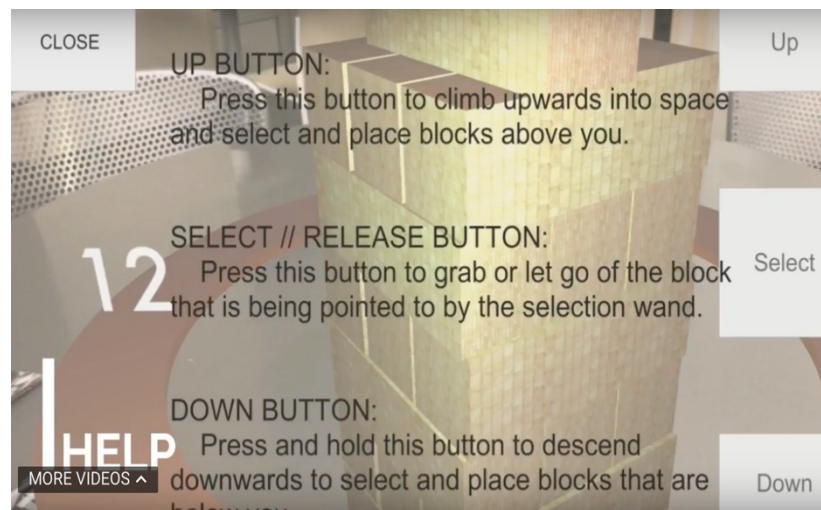 CLOSE
Up
UP BUTTON:
Press this button to climb upwards into space
and select and place blocks above you.
SELECT // RELEASE BUTTON:
Press this button to grab or let go of the block
that is being pointed to by the selection wand.
Select
12
DOWN BUTTON:
Press and hold this button to descend
downwards to select and place blocks that are
below you
HELP
MORE VIDEOS
Down